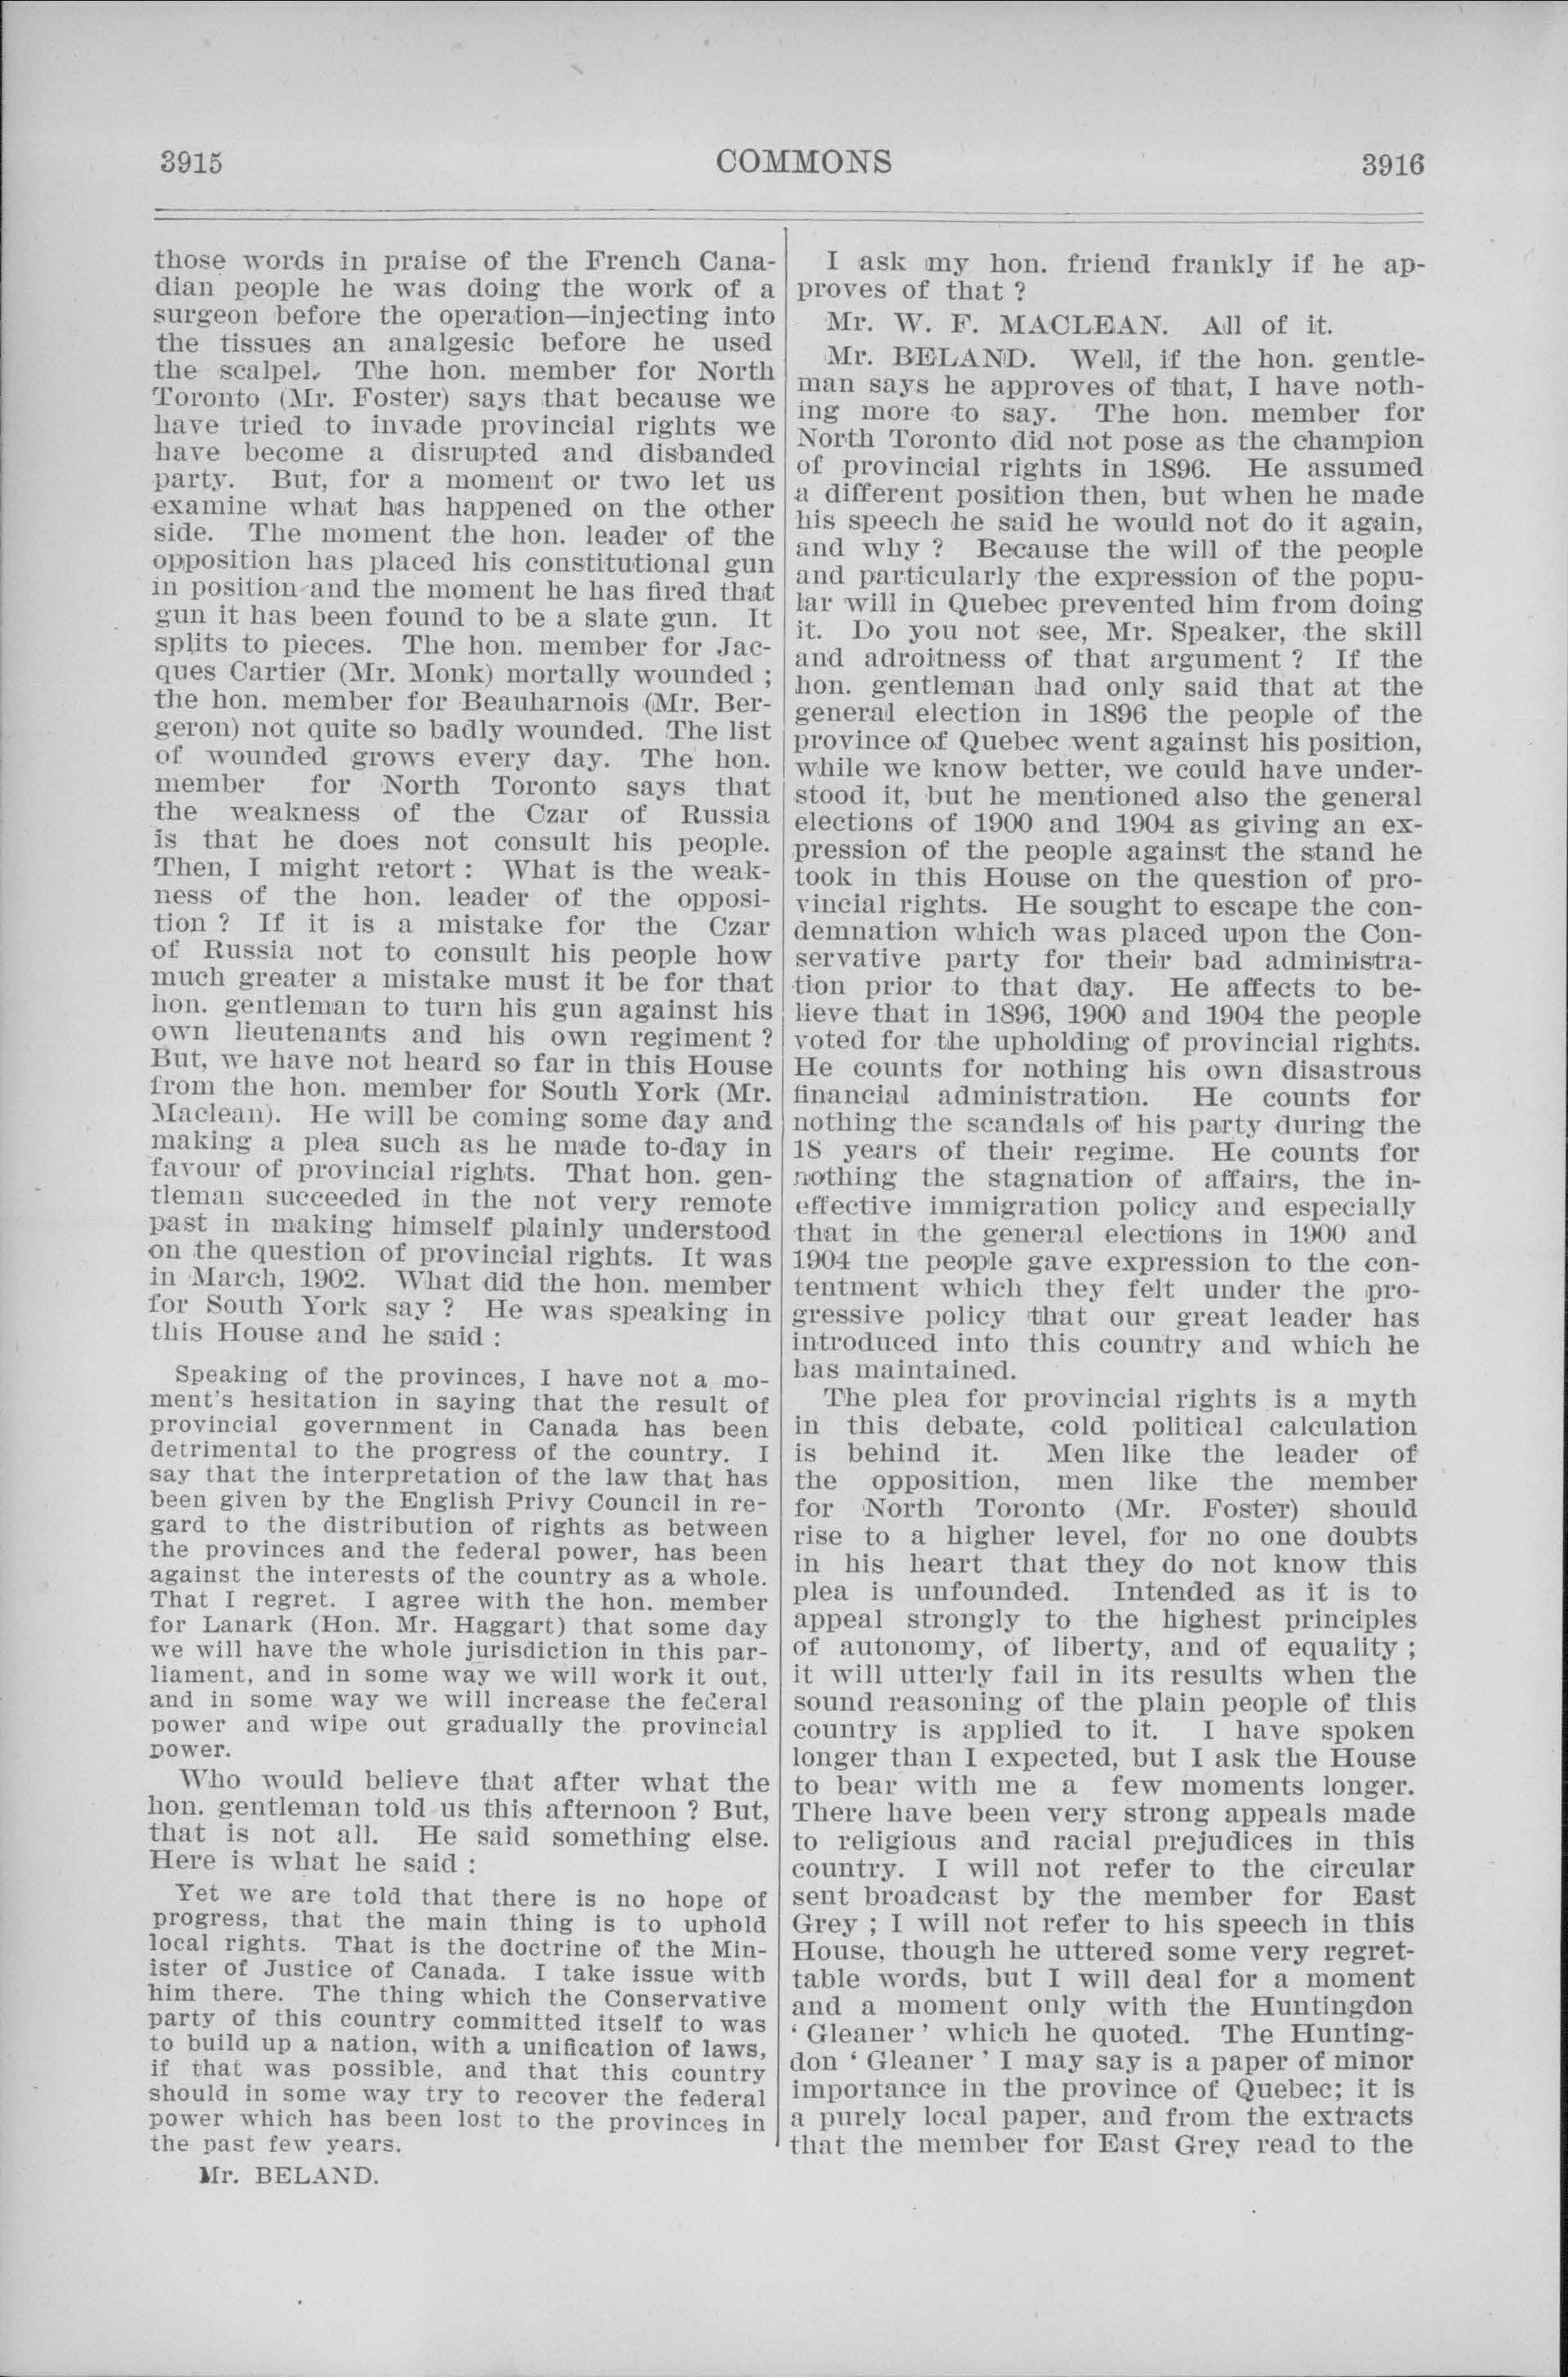 3915
COMMONS
3916
those words in praise of the French Cana-
dian people he was doing the work of a
surgeon before the operation—injecting into
the tissues an analgesic before he used
the scalpel. The hon. member for North
Toronto (Mr. Foster) says that because we
have tried to invade provincial rights we
have become a disrupted and disbanded
party. But, for a moment or two let us
examine what has happened on the other
side. The moment the hon. leader of the
opposition has placed his constitutional gun
in position and the moment he has fired that
gun it has been found to be a slate gun. It
splits to pieces. The hon. member for Jac-
ques Cartier (Mr. Monk) mortally wounded ;
the hon. member for Beauharnois (Mr. Ber-
geron) not quite so badly wounded. The list
of wounded grows every day. The hon.
member for North Toronto says that
the weakness of the Czar of Russia
is that he does not consult his people.
Then, I might retort : What is the weak-
ness of the hon. leader of the opposi-
tion ? If it is a mistake for the Czar
of Russia not to consult his people how
much greater a mistake must it be for that
hon. gentleman to turn his gun against his
own lieutenants and his own regiment ?
But, we have not heard so far in this House
from the hon. member for South York (Mr.
Maclean). He will be coming some day and
making a plea such as he made to-day in
favour of provincial rights. That hon. gen-
tleman succeeded in the not very remote
past in making himself plainly understood
on the question of provincial rights. It was
in March, 1902. What did the hon. member
for South York say ? He was speaking in
this House and he said :
Speaking of the provinces, I have not a mo-
ment's hesitation in saying that the result of
provincial government in Canada has been
detrimental to the progress of the country. I
say that the interpretation of the law that has
been given by the English Privy Council in re-
gard to the distribution of rights as between
the provinces and the federal power, has been
against the interests of the country as a whole.
That I regret. I agree with the hon. member
for Lanark (Hon. Mr. Haggart) that some day
we will have the whole jurisdiction in this par-
liament, and in some way we will work it out,
and in some way we will increase the federal
power and wipe out gradually the provincial
power.
Who would believe that after what the
hon. gentleman told us this afternoon ? But,
that is not all. He said something else.
Here is what he said :
Yet we are told that there is no hope of
progress, that the main thing is to uphold
local rights. That is the doctrine of the Min-
ister of Justice of Canada. I take issue with
him there. The thing which the Conservative
party of this country committed itself to was
to build up a nation, with a unification of laws,
if that was possible, and that this country
should in some way try to recover the federal
power which has been lost to the provinces in
the past few years.
Mr. BELAND.
I ask my hon. friend frankly if he ap-
proves of that ?
Mr. W. F. MACLEAN. All of it.
Mr. BELAND. Well, if the hon. gentle-
man says he approves of that, I have noth-
ing more to say. The hon. member for
North Toronto did not pose as the champion
of provincial rights in 1896. He assumed
a different position then, but when he made
his speech he said he would not do it again,
and why ? Because the will of the people
and particularly the expression of the popu-
lar will in Quebec prevented him from doing
it. Do you not see, Mr. Speaker, the skill
and adroitness of that argument ? If the
hon. gentleman had only said that at the
general election in 1896 the people of the
province of Quebec went against his position,
while we know better, we could have under-
stood it, but he mentioned also the general
elections of 1900 and 1904 as giving an ex-
pression of the people against the stand he
took in this House on the question of pro-
vincial rights. He sought to escape the con-
demnation which was placed upon the Con-
servative party for their bad administra-
tion prior to that day. He affects to be-
lieve that in 1896, 1900 and 1904 the people
voted for the upholding of provincial rights.
He counts for nothing his own disastrous
financial administration. He counts for
nothing the scandals of his party during the
18 years of their regime. He counts for
nothing the stagnation of affairs, the in-
effective immigration policy and especially
that in the general elections in 1900 and
1904 the people gave expression to the con-
tentment which they felt under the pro-
gressive policy that our great leader has
introduced into this country and which he
has maintained.
The plea for provincial rights is a myth
in this debate, cold political calculation
is behind it. Men like the leader of
the opposition, men like the member
for North Toronto (Mr. Foster) should
rise to a higher level, for no one doubts
in his heart that they do not know this
plea is unfounded. Intended as it is to
appeal strongly to the highest principles
of autonomy, of liberty, and of equality ;
it will utterly fail in its results when the
sound reasoning of the plain people of this
country is applied to it. I have spoken
longer than I expected, but I ask the House
to bear with me a few moments longer.
There have been very strong appeals made
to religious and racial prejudices in this
country. I will not refer to the circular
sent broadcast by the member for East
Grey ; I will not refer to his speech in this
House, though he uttered some very regret-
table words, but I will deal for a moment
and a moment only with the Huntingdon
‘ Gleaner ’ which he quoted. The Hunting-
don ‘ Gleaner ’ I may say is a paper of minor
importance in the province of Quebec; it is
a purely local paper, and from the extracts
that the member for East Grey read to the